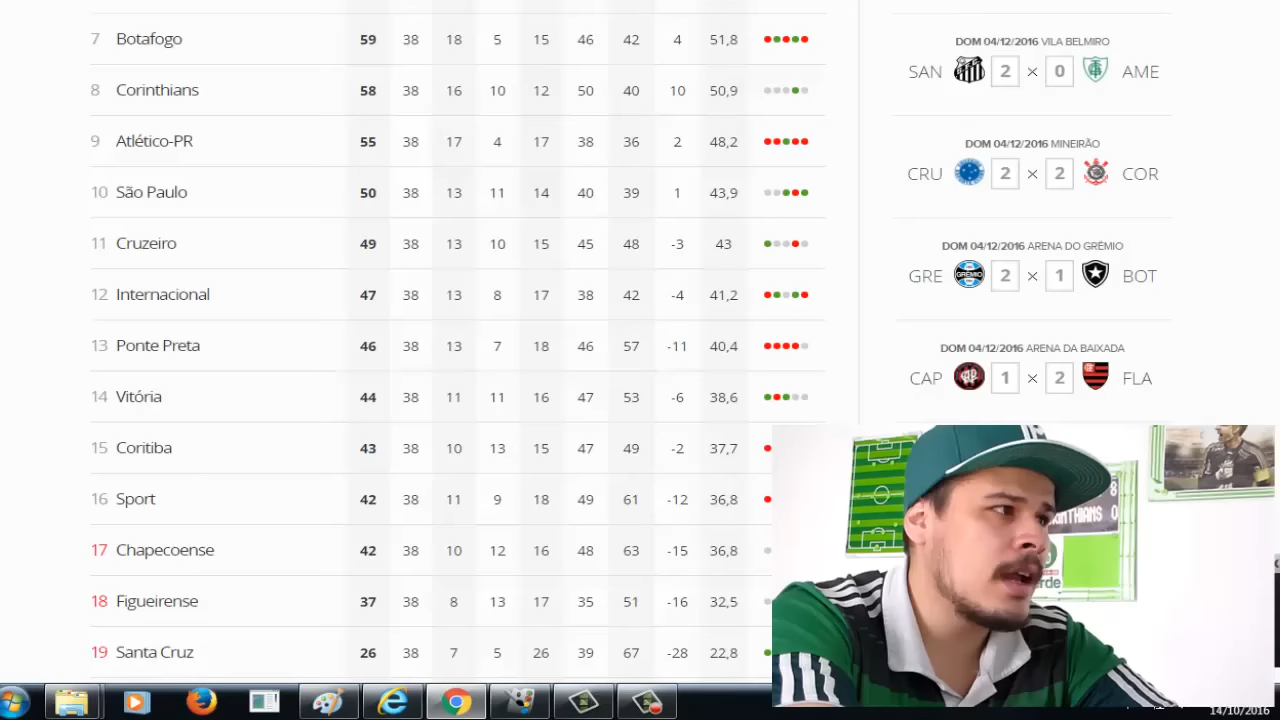 7 Botafogo 59 38 18 5 15 46 42 4 51,8
8 Corinthians 58 38 16 10 12 50 40 10 50,9
9 Atlético-PR 55 38 17 4 17 38 36 2 48,2
10 São Paulo 50 38 13 11 14 40 39 1 43,9
11 Cruzeiro 49 38 13 10 15 45 48 -3 43
12 Internacional 47 38 13 8 17 38 42 -4 41,2
13 Ponte Preta 46 38 13 7 18 46 57 -11 40,4
14 Vitória 44 38 11 11 16 47 53 -6 38,6
15 Coritiba 43 38 10 13 15 47 49 -2 37,7
16 Sport 42 38 11 9 18 49 61 -12 36,8
17 Chapecoense 42 38 10 12 16 48 63 -15 36,8
18 Figueirense 37 38 8 13 17 35 51 -16 32,5
19 Santa Cruz 26 38 7 5 26 39 67 -28 22,8
DOM 04/12/2016 VILA BELMIRO
SAN 2 × 0 AME
DOM 04/12/2016 MINEIRÃO
CRU 2 × 2 COR
DOM 04/12/2016 ARENA DO GRÊMIO
GRE GRÊMIO 2 × 1 BOT
DOM 04/12/2016 ARENA DA BAIXADA
CAP 1 × 2 FLA
8
INTHIANS 0
14/10/2016